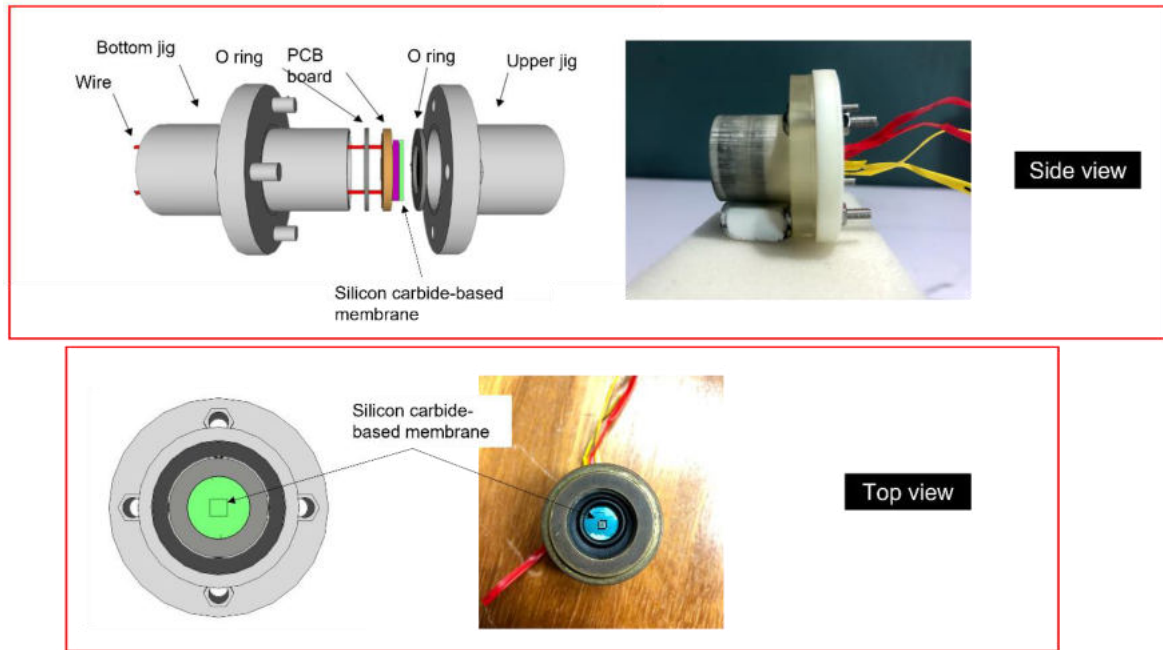 Bottom jig
O ring
PCB
board
O ring
Upper jig
Wire
Silicon carbide-based
membrane
Side view
Silicon carbide-
based membrane
Top view